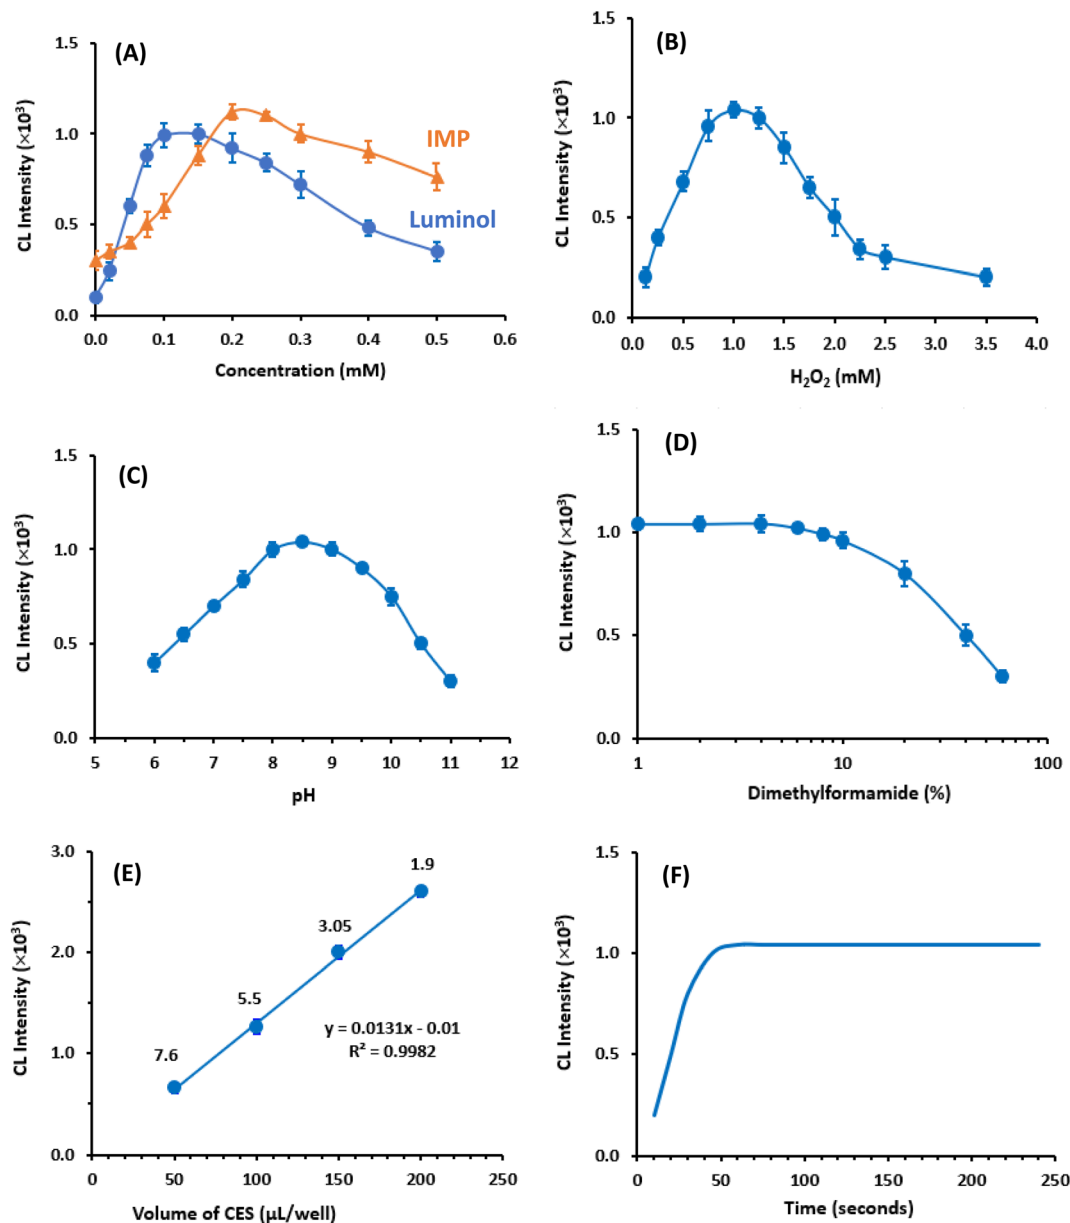 (A)
1.5
1.0
0.5
0.0
CL Intensity (×10³)
IMP
Luminol
0.0 0.1 0.2 0.3 0.4 0.5 0.6
Concentration (mM)
(B)
1.5
1.0
0.5
0.0
CL Intensity (×10³)
0.0 0.5 1.0 1.5 2.0 2.5 3.0 3.5 4.0
H₂O₂ (mM)
(C)
1.5
1.0
0.5
0.0
CL Intensity (×10³)
5 6 7 8 9 10 11 12
pH
(D)
1.5
1.0
0.5
0.0
CL Intensity (×10³)
1 10 100
Dimethylformamide (%)
(E)
3.0
2.0
1.0
0.0
CL Intensity (×10³)
1.9
3.05
5.5
7.6
y = 0.0131x - 0.01
R² = 0.9982
0 50 100 150 200 250
Volume of CES (µL/well)
(F)
1.5
1.0
0.5
0.0
CL Intensity (×10³)
0 50 100 150 200 250
Time (seconds)